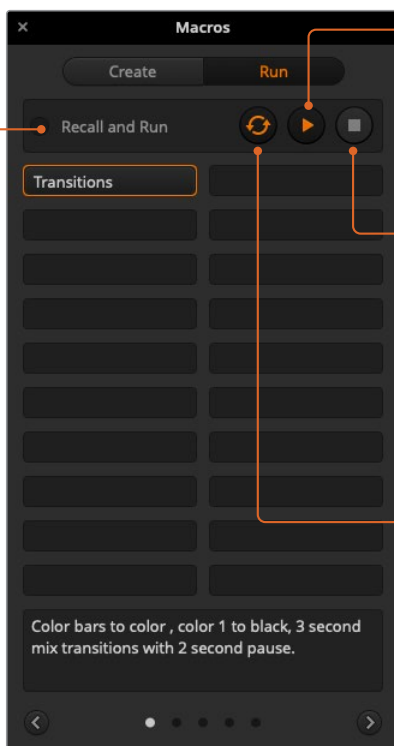 Macros
Create
Run
Recall and Run
Transitions
Color bars to color , color 1 to black, 3 second
mix transitions with 2 second pause.